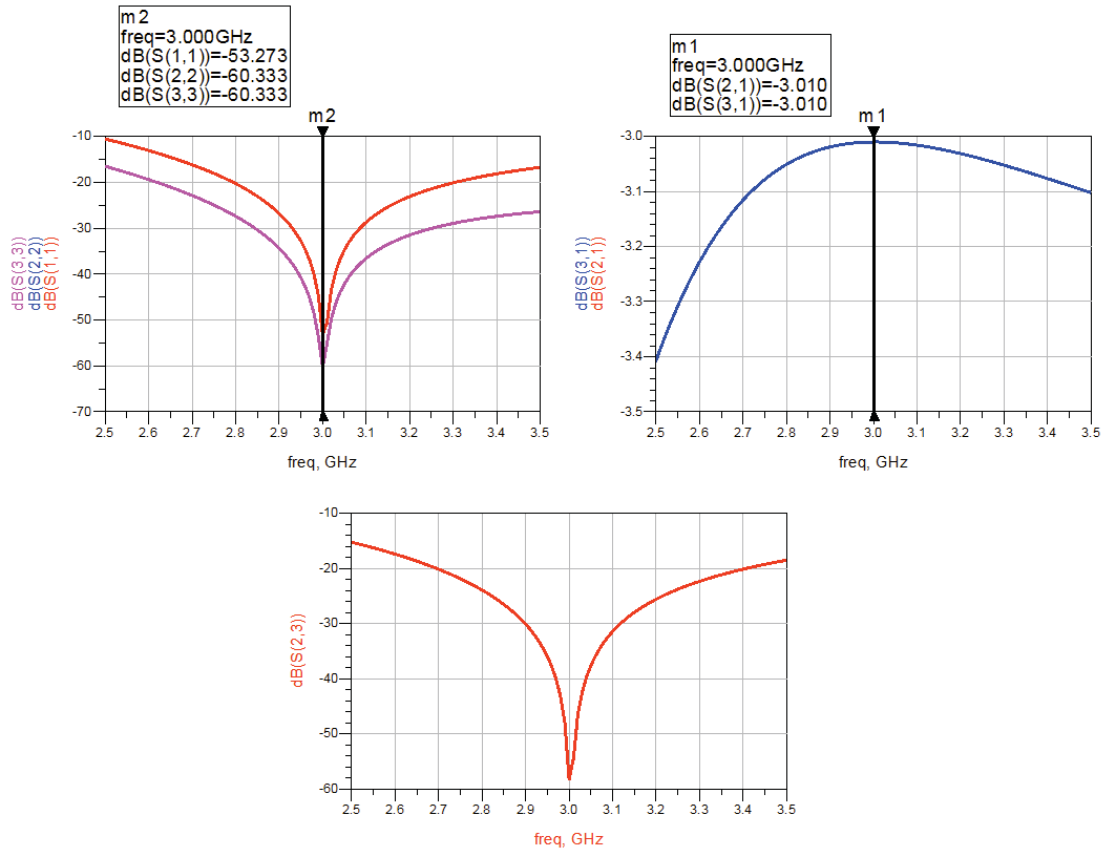 m2
freq=3.000GHz
dB(S(1,1))=-53.273
dB(S(2,2))=-60.333
dB(S(3,3))=-60.333
m2
-10
-20
-30
-40
-50
-60
-70
dB(S(3,3))
dB(S(2,2))
dB(S(1,1))
2.5 2.6 2.7 2.8 2.9 3.0 3.1 3.2 3.3 3.4 3.5
freq, GHz
m1
freq=3.000GHz
dB(S(2,1))=-3.010
dB(S(3,1))=-3.010
m1
-3.0
-3.1
-3.2
-3.3
-3.4
-3.5
dB(S(3,1))
dB(S(2,1))
2.5 2.6 2.7 2.8 2.9 3.0 3.1 3.2 3.3 3.4 3.5
freq, GHz
-10
-20
-30
-40
-50
-60
dB(S(2,3))
2.5 2.6 2.7 2.8 2.9 3.0 3.1 3.2 3.3 3.4 3.5
freq, GHz